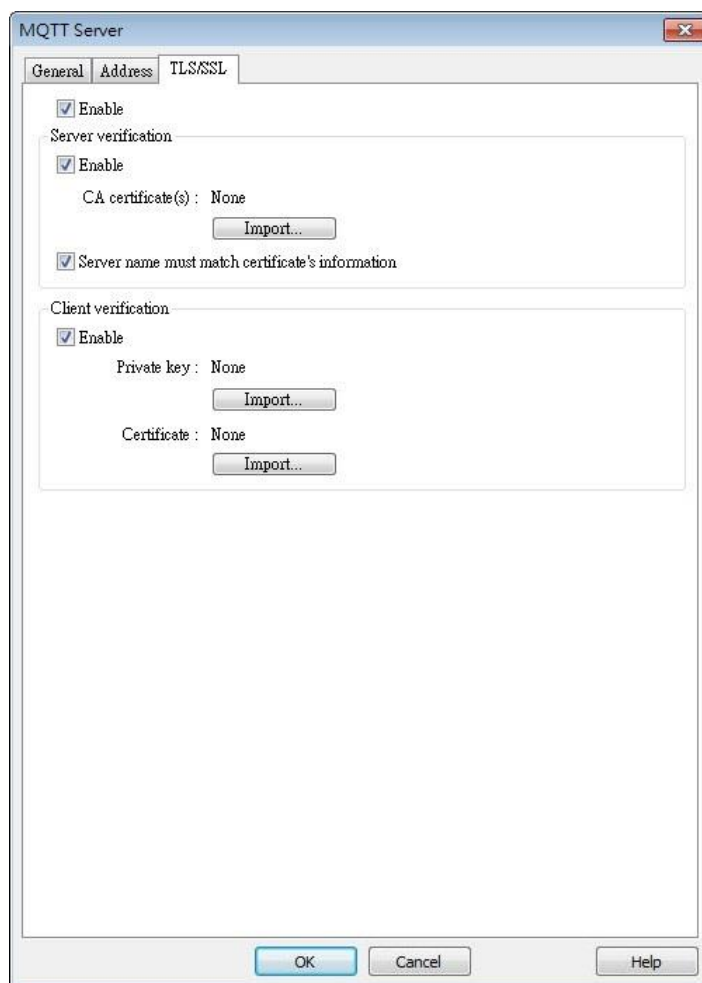 MQTT Server
General Address TLS/SSL
Enable
Server verification
Enable
CA certificate(s) : None
Import...
Server name must match certificate's information
Client verification
Enable
Private key : None
Import...
Certificate : None
Import...
OK Cancel Help